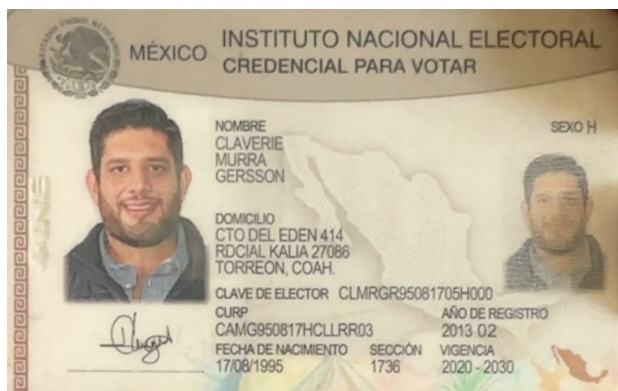 MÉXICO
INSTITUTO NACIONAL ELECTORAL
CREDENCIAL PARA VOTAR
NOMBRE
CLAVERIE
MURRA
GERSSON
SEXO H
DOMICILIO
CTO DEL EDEN 414
RDCIAL KALIA 27086
TORREON, COAH.
CLAVE DE ELECTOR CLMRGR95081705H000
CURP
CAMG950817HCLLRR03
AÑO DE REGISTRO
2013 02
FECHA DE NACIMIENTO
17/08/1995
SECCIÓN
1736
VIGENCIA
2020 - 2030